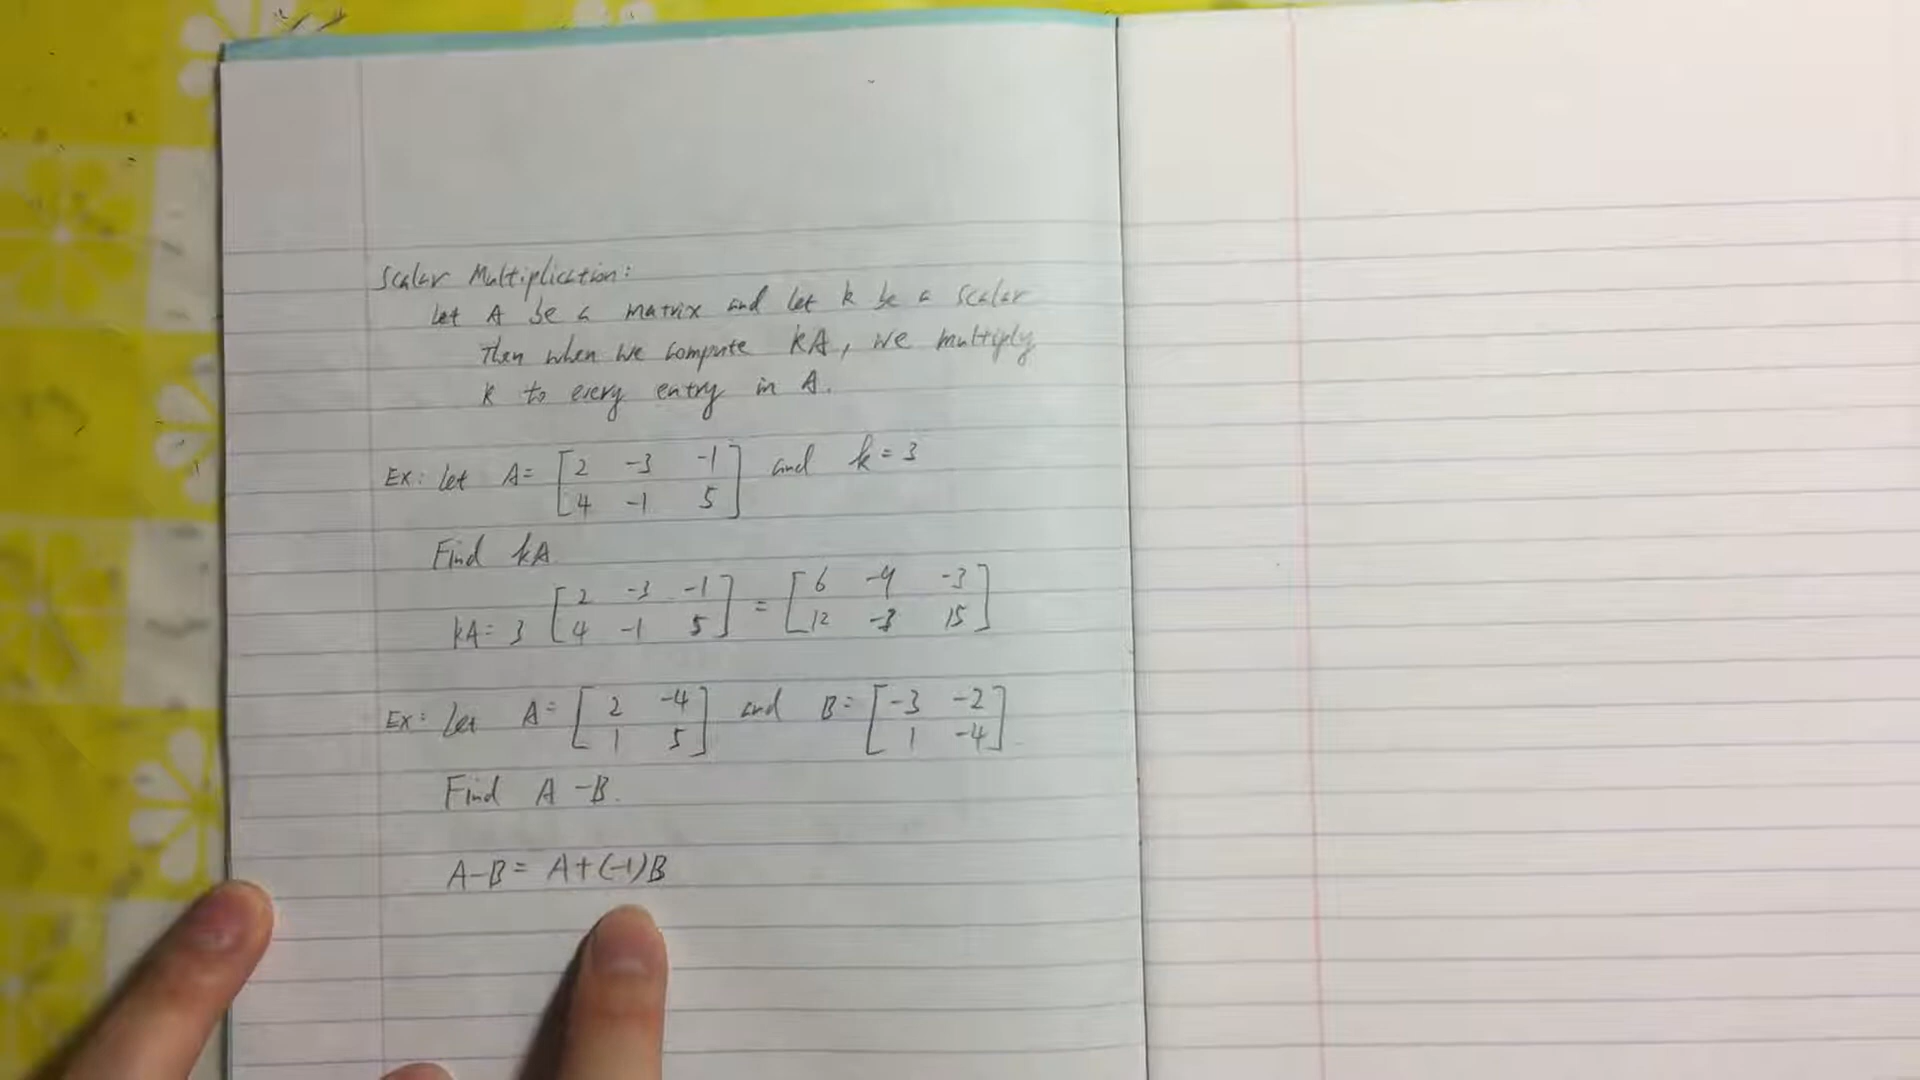 Scalar Multiplication:
Let A be a matrix and let k be a scalar
Then when we compute kA, we multiply
k to every entry in A.
Ex: Let A = [2 -3 -1
4 -1 5] and k = 3
Find kA
kA = 3 [2 -3 -1
4 -1 5] = [6 -9 -3
12 -3 15]
Ex: Let A = [2 -4
1 5] and B = [-3 -2
1 -4]
Find A - B.
A-B = A+(-1)B